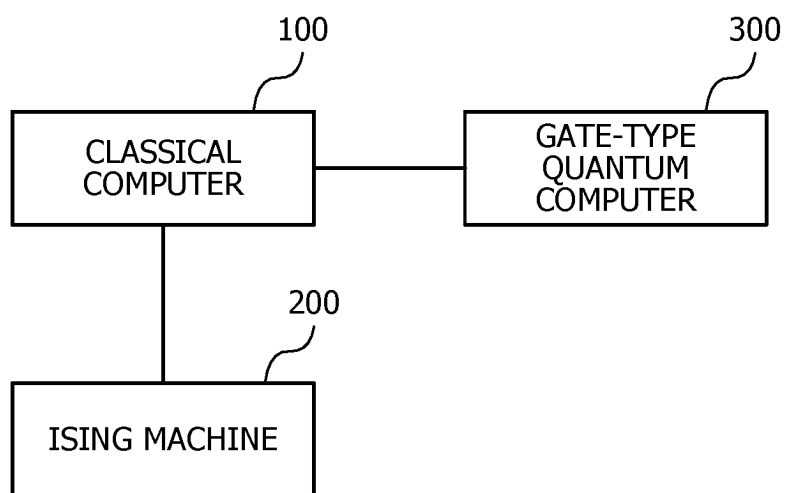 100
300
CLASSICAL
COMPUTER
GATE-TYPE
QUANTUM
COMPUTER
200
ISING MACHINE